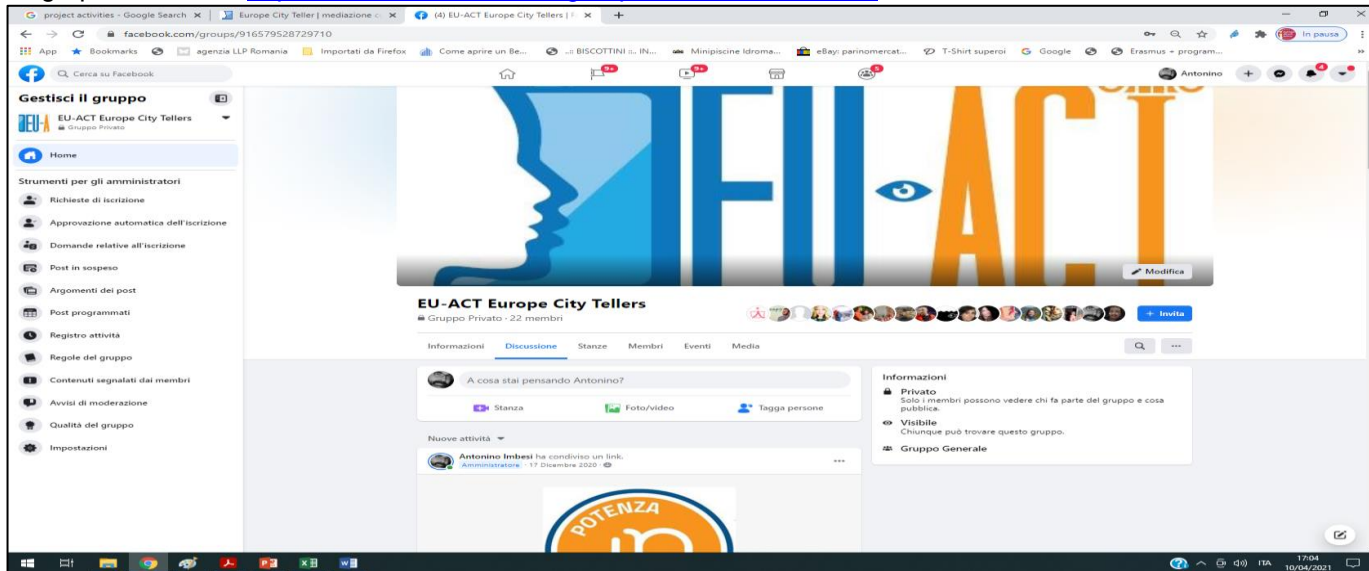 project activities - Google Search
Europe City Teller | mediazione c
(4) EU-ACT Europe City Tellers | F
facebook.com/groups/916579528729710
In pausa
App
Bookmarks
agenzia LLP Romania
Importati da Firefox
Come aprire un Be...
..:: BISCOTTINI ::.. IN...
Minipiscine Idroma...
eBay: parinomercat...
T-Shirt superoi
Google
Erasmus + program...
Cerca su Facebook
9+
9+
5
Antonino
4
Gestisci il gruppo
EU-ACT Europe City Tellers
Gruppo Privato
Home
Strumenti per gli amministratori
Richieste di iscrizione
Approvazione automatica dell'iscrizione
Domande relative all'iscrizione
Post in sospeso
Argomenti dei post
Post programmati
Registro attività
Regole del gruppo
Contenuti segnalati dai membri
Avvisi di moderazione
Qualità del gruppo
Impostazioni
EU-ACT
Modifica
EU-ACT Europe City Tellers
Gruppo Privato · 22 membri
+ Invita
Informazioni
Discussione
Stanze
Membri
Eventi
Media
A cosa stai pensando Antonino?
Stanza
Foto/video
Tagga persone
Nuove attività
Antonino Imbesi ha condiviso un link.
Amministratore · 17 Dicembre 2020
POTENZA
in
Informazioni
Privato
Solo i membri possono vedere chi fa parte del gruppo e cosa
pubblica.
Visibile
Chiunque può trovare questo gruppo.
Gruppo Generale
ITA
17:04
10/04/2021